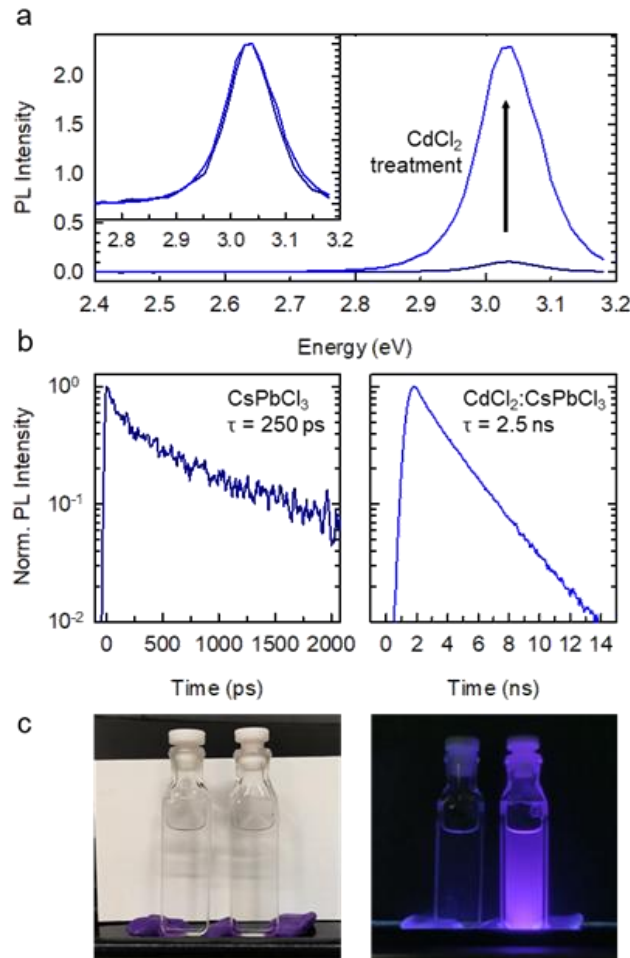 a
PL Intensity
2.0
1.5
1.0
0.5
0.0
CdCl₂
treatment
2.8 2.9 3.0 3.1 3.2
2.4 2.5 2.6 2.7 2.8 2.9 3.0 3.1 3.2
Energy (eV)
b
Norm. PL Intensity
10⁰
10⁻¹
10⁻²
CsPbCl₃
τ = 250 ps
0 500 1000 1500 2000
Time (ps)
CdCl₂:CsPbCl₃
τ = 2.5 ns
0 2 4 6 8 10 12 14
Time (ns)
c